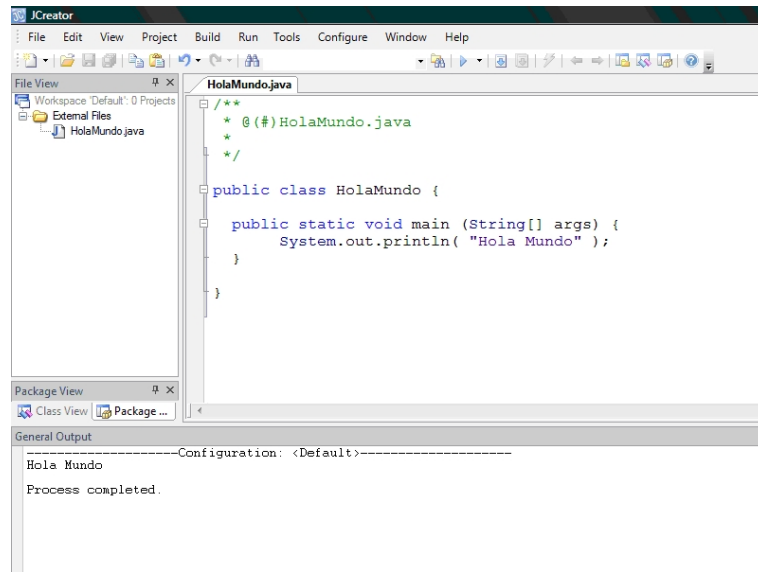 JCreator
File Edit View Project Build Run Tools Configure Window Help
File View
Workspace 'Default': 0 Projects
External Files
HolaMundo.java
HolaMundo.java
/**
* @(#)HolaMundo.java
*
*/
public class HolaMundo {
public static void main (String[] args) {
System.out.println( "Hola Mundo" );
}
}
Package View
Class View Package ...
General Output
--------------------Configuration: <Default>--------------------
Hola Mundo
Process completed.